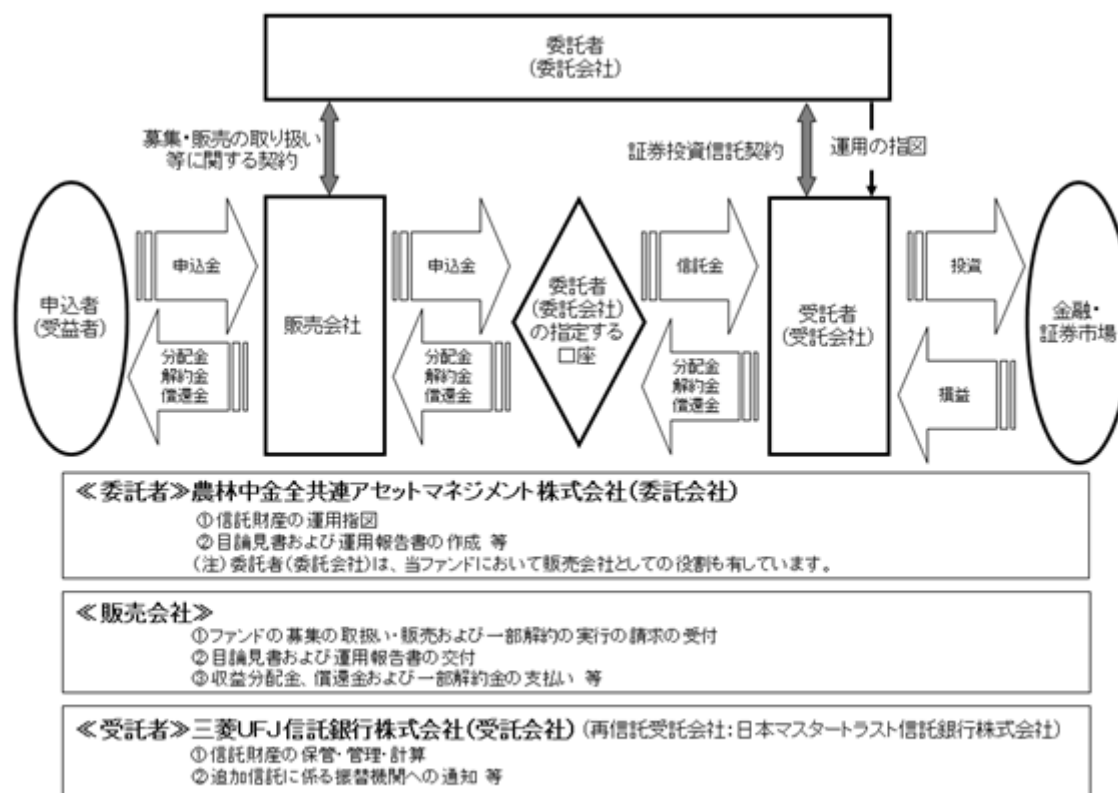 委託者
(委託会社)
募集・販売の取り扱い
等に関する契約
証券投資信託契約
運用の指図
申込者
(受益者)
申込金
分配金
解約金
償還金
販売会社
申込金
分配金
解約金
償還金
委託者
(委託会社)
の指定する
口座
信託金
分配金
解約金
償還金
受託者
(受託会社)
投資
損益
金融・
証券市場
≪委託者≫農林中金全共連アセットマネジメント株式会社(委託会社)
①信託財産の運用指図
②目論見書および運用報告書の作成 等
(注)委託者(委託会社)は、当ファンドにおいて販売会社としての役割も有しています。
≪販売会社≫
①ファンドの募集の取扱い・販売および一部解約の実行の請求の受付
②目論見書および運用報告書の交付
③収益分配金、償還金および一部解約金の支払い 等
≪受託者≫三菱UFJ信託銀行株式会社(受託会社)(再信託受託会社:日本マスタートラスト信託銀行株式会社)
①信託財産の保管・管理・計算
②追加信託に係る振替機関への通知 等